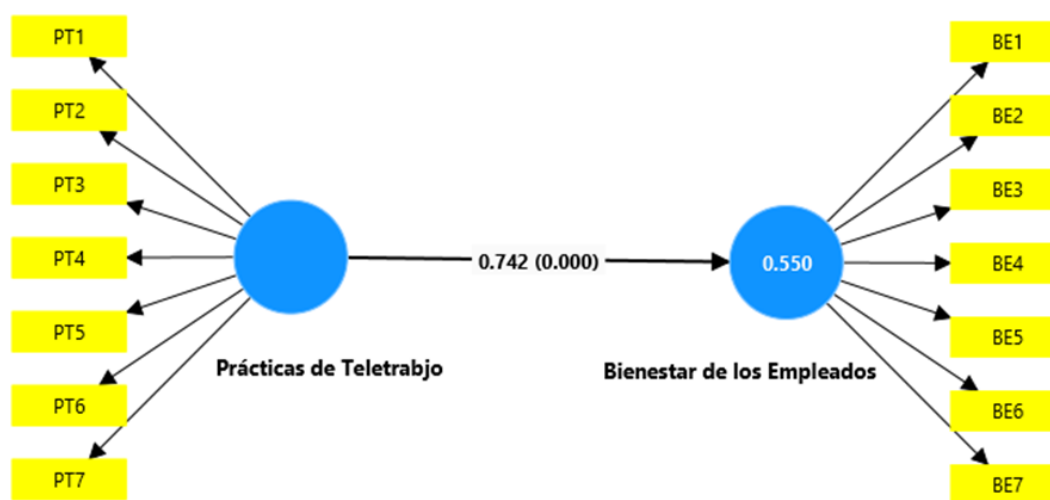 PT1
PT2
PT3
PT4
PT5
PT6
PT7
0.742 (0.000)
Prácticas de Teletrabjo
0.550
Bienestar de los Empleados
BE1
BE2
BE3
BE4
BE5
BE6
BE7